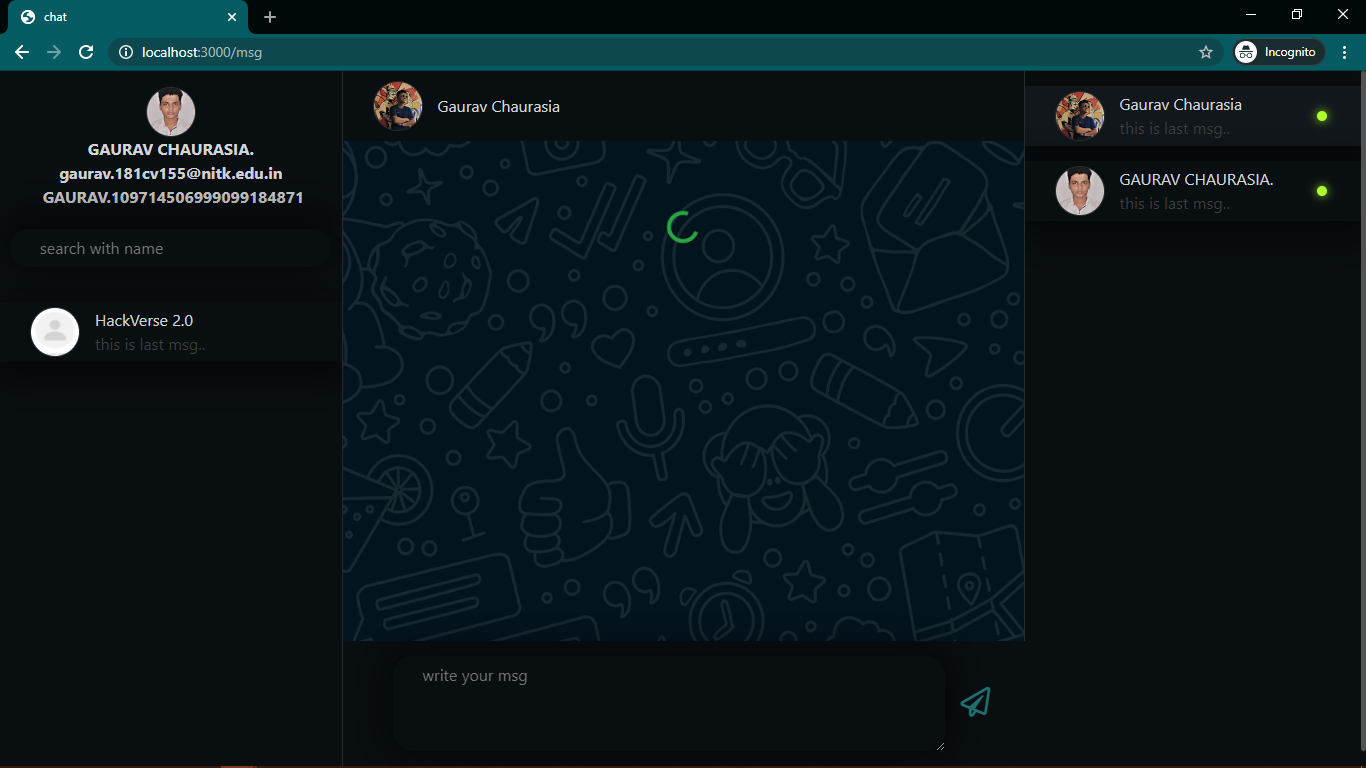 chat
localhost:3000/msg
Incognito
GAURAV CHAURASIA.
gaurav.181cv155@nitk.edu.in
GAURAV.109714506999099184871
search with name
HackVerse 2.0
this is last msg..
Gaurav Chaurasia
write your msg
Gaurav Chaurasia
this is last msg..
GAURAV CHAURASIA.
this is last msg..